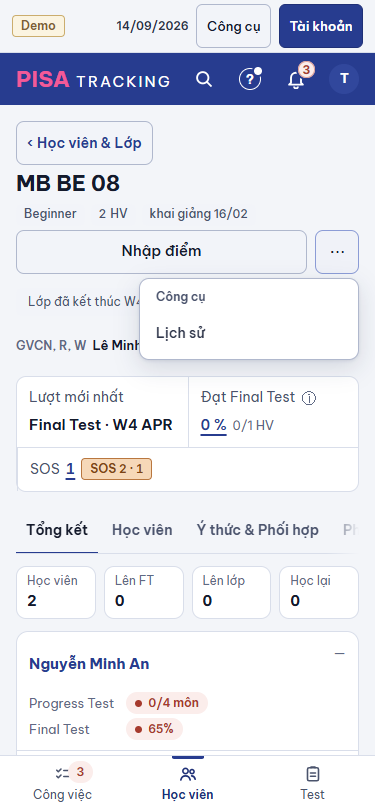 Demo
14/09/2026
Công cụ
Tài khoản
PISA TRACKING
?
3
T
‹ Học viên & Lớp
MB BE 08
Beginner 2 HV khai giảng 16/02
Nhập điểm
...
Công cụ
Lớp đã kết thúc W4
Lịch sử
GVCN, R, W Lê Minh
Lượt mới nhất
Final Test · W4 APR
Đạt Final Test ⓘ
0 % 0/1 HV
SOS 1 SOS 2 · 1
Tổng kết Học viên Ý thức & Phối hợp Ph
Học viên
2
Lên FT
0
Lên lớp
0
Học lại
0
Nguyễn Minh An
–
Progress Test 0/4 môn
Final Test 65%
3
Công việc
Học viên
Test